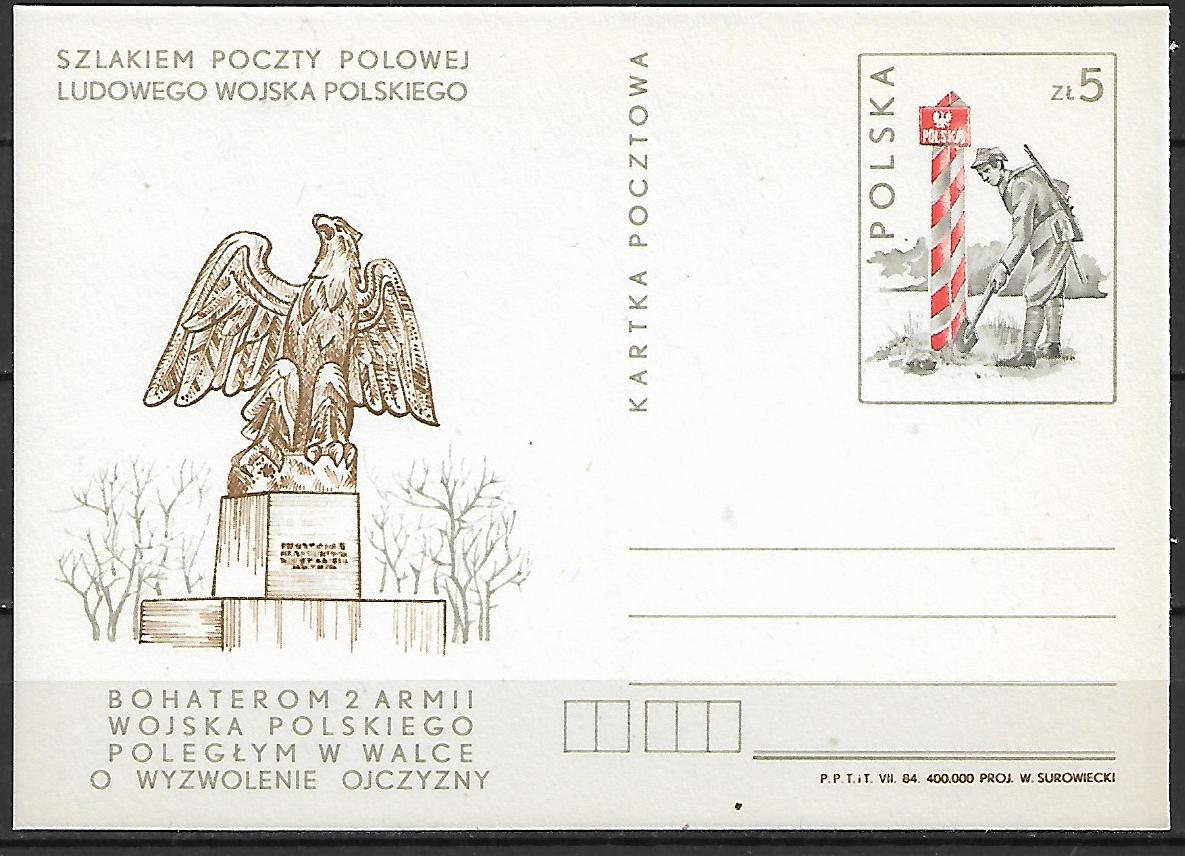 SZLAKIEM POCZTY POLOWEJ
LUDOWEGO WOJSKA POLSKIEGO
KARTKA POCZTOWA
POLSKA
ZŁ 5
POLSKA
BOHATEROM 2 ARMII
WOJSKA POLSKIEGO
POLEGŁYM W WALCE
O WYZWOLENIE OJCZYZNY
P.P.T.iT. VII. 84. 400.000 PROJ. W. SUROWIECKI